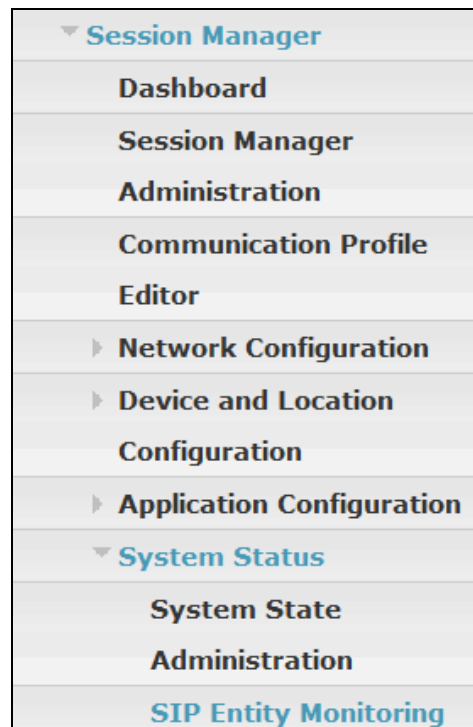 Session Manager
Dashboard
Session Manager
Administration
Communication Profile
Editor
Network Configuration
Device and Location
Configuration
Application Configuration
System Status
System State
Administration
SIP Entity Monitoring